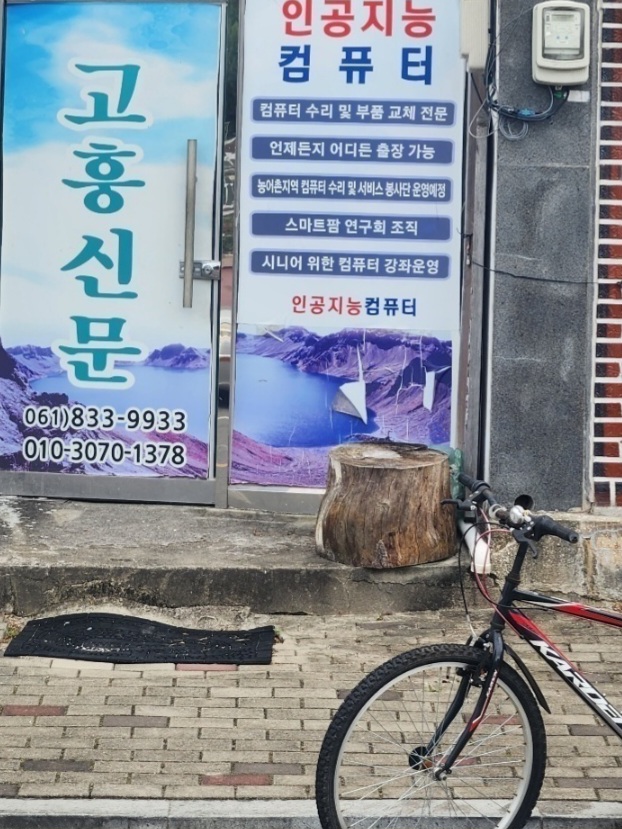 고흥신문
061)833-9933
010-3070-1378
인공지능
컴퓨터
컴퓨터 수리 및 부품 교체 전문
언제든지 어디든 출장 가능
농어촌지역 컴퓨터 수리 및 서비스 봉사단 운영예정
스마트팜 연구회 조직
시니어 위한 컴퓨터 강좌운영
인공지능컴퓨터